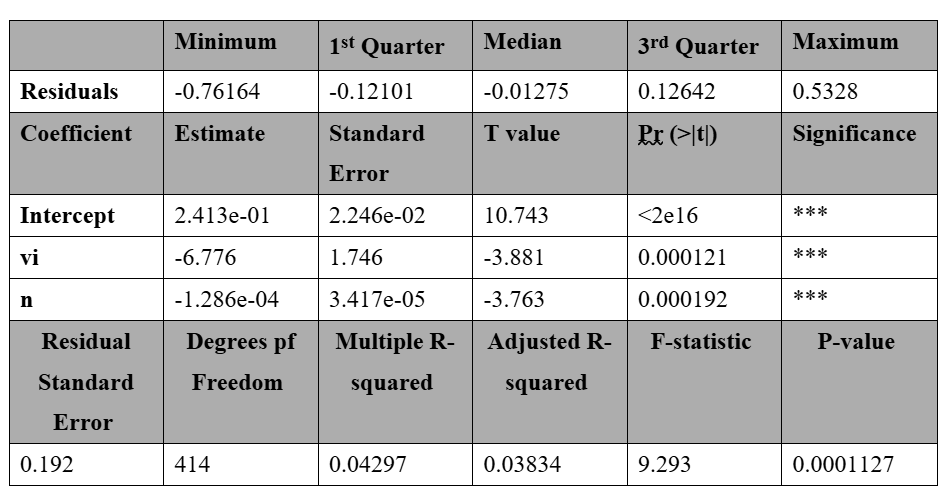 Minimum 1st Quarter Median 3rd Quarter Maximum
Residuals -0.76164 -0.12101 -0.01275 0.12642 0.5328
Coefficient Estimate Standard Error T value Pr (>|t|) Significance
Intercept 2.413e-01 2.246e-02 10.743 <2e16 ***
vi -6.776 1.746 -3.881 0.000121 ***
n -1.286e-04 3.417e-05 -3.763 0.000192 ***
Residual Standard Error Degrees pf Freedom Multiple R-squared Adjusted R-squared F-statistic P-value
0.192 414 0.04297 0.03834 9.293 0.0001127